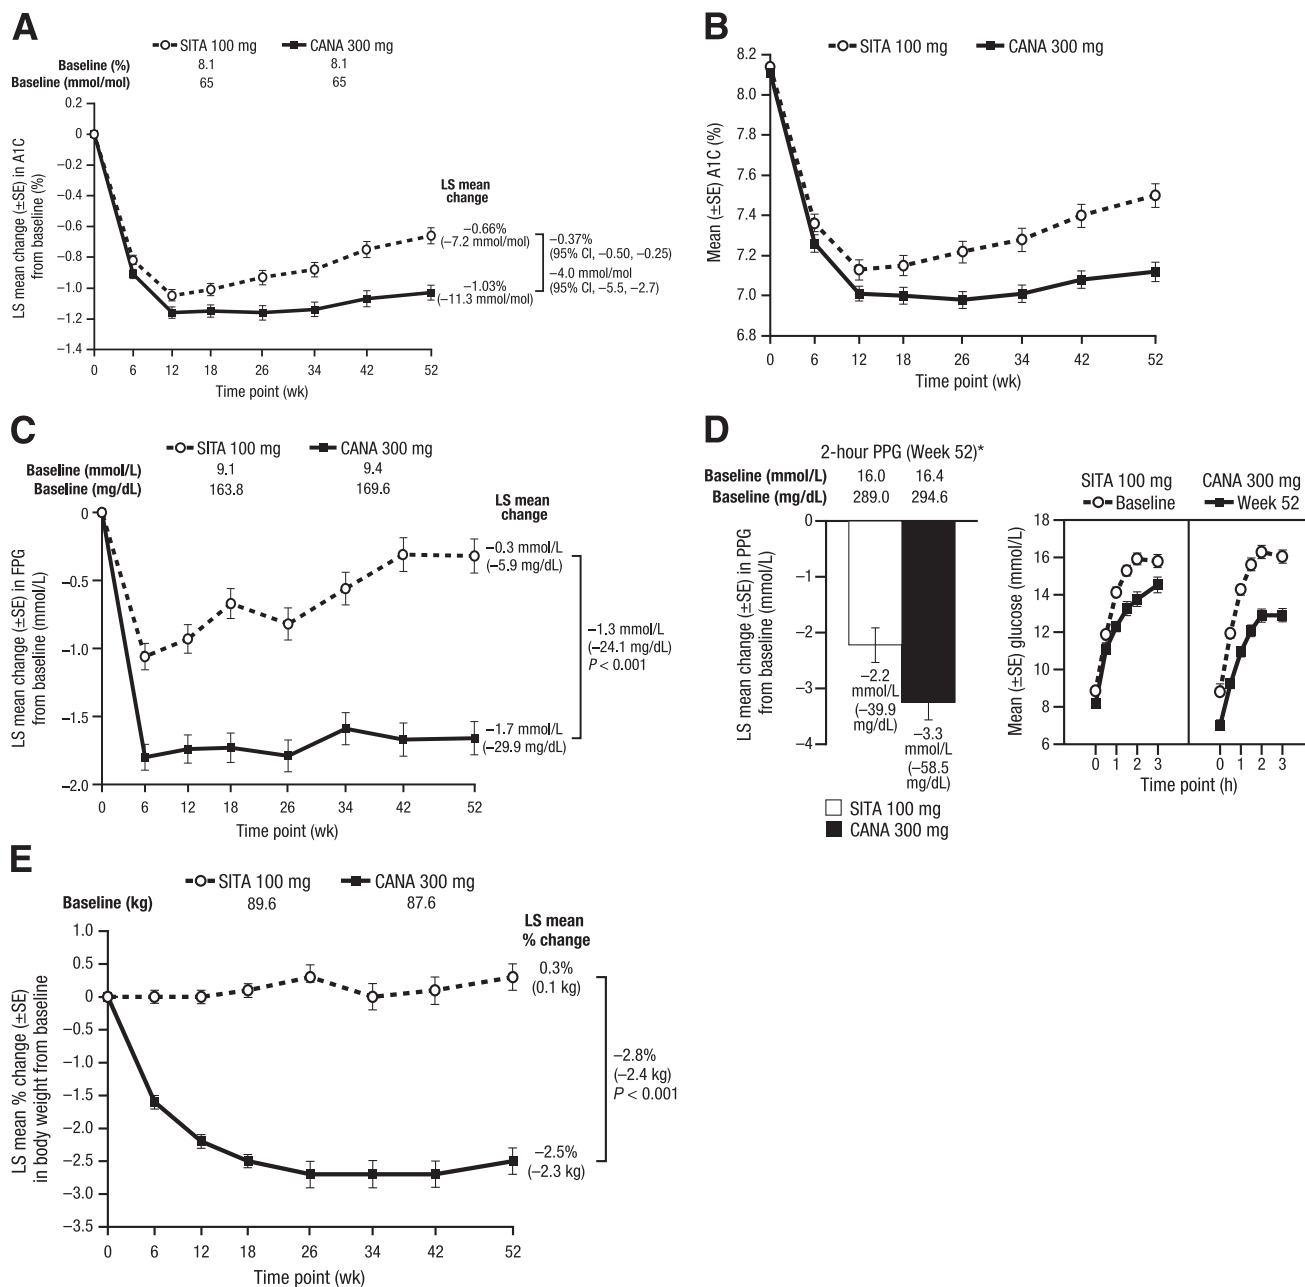 A
SITA 100 mg CANA 300 mg
Baseline (%) 8.1 8.1
Baseline (mmol/mol) 65 65
LS mean change (±SE) in A1C
from baseline (%)
0.2
0
−0.2
−0.4
−0.6
−0.8
−1.0
−1.2
−1.4
0 6 12 18 26 34 42 52
Time point (wk)
LS mean
change
−0.66%
(−7.2 mmol/mol)
−1.03%
(−11.3 mmol/mol)
−0.37%
(95% CI, −0.50, −0.25)
−4.0 mmol/mol
(95% CI, −5.5, −2.7)
B
SITA 100 mg CANA 300 mg
Mean (±SE) A1C (%)
8.2
8.0
7.8
7.6
7.4
7.2
7.0
6.8
0 6 12 18 26 34 42 52
Time point (wk)
C
SITA 100 mg CANA 300 mg
Baseline (mmol/L) 9.1 9.4
Baseline (mg/dL) 163.8 169.6
LS mean change (±SE) in FPG
from baseline (mmol/L)
0
−0.5
−1.0
−1.5
−2.0
0 6 12 18 26 34 42 52
Time point (wk)
LS mean
change
−0.3 mmol/L
(−5.9 mg/dL)
−1.7 mmol/L
(−29.9 mg/dL)
−1.3 mmol/L
(−24.1 mg/dL)
P < 0.001
D
2-hour PPG (Week 52)*
Baseline (mmol/L) 16.0 16.4
Baseline (mg/dL) 289.0 294.6
LS mean change (±SE) in PPG
from baseline (mmol/L)
0
−1
−2
−3
−4
−2.2
mmol/L
(−39.9
mg/dL)
−3.3
mmol/L
(−58.5
mg/dL)
SITA 100 mg
CANA 300 mg
SITA 100 mg CANA 300 mg
Baseline Week 52
Mean (±SE) glucose (mmol/L)
18
16
14
12
10
8
6
0 1 2 3 0 1 2 3
Time point (h)
E
SITA 100 mg CANA 300 mg
Baseline (kg) 89.6 87.6
LS mean % change (±SE)
in body weight from baseline
1.0
0.5
0
−0.5
−1.0
−1.5
−2.0
−2.5
−3.0
−3.5
0 6 12 18 26 34 42 52
Time point (wk)
LS mean
% change
0.3%
(0.1 kg)
−2.5%
(−2.3 kg)
−2.8%
(−2.4 kg)
P < 0.001